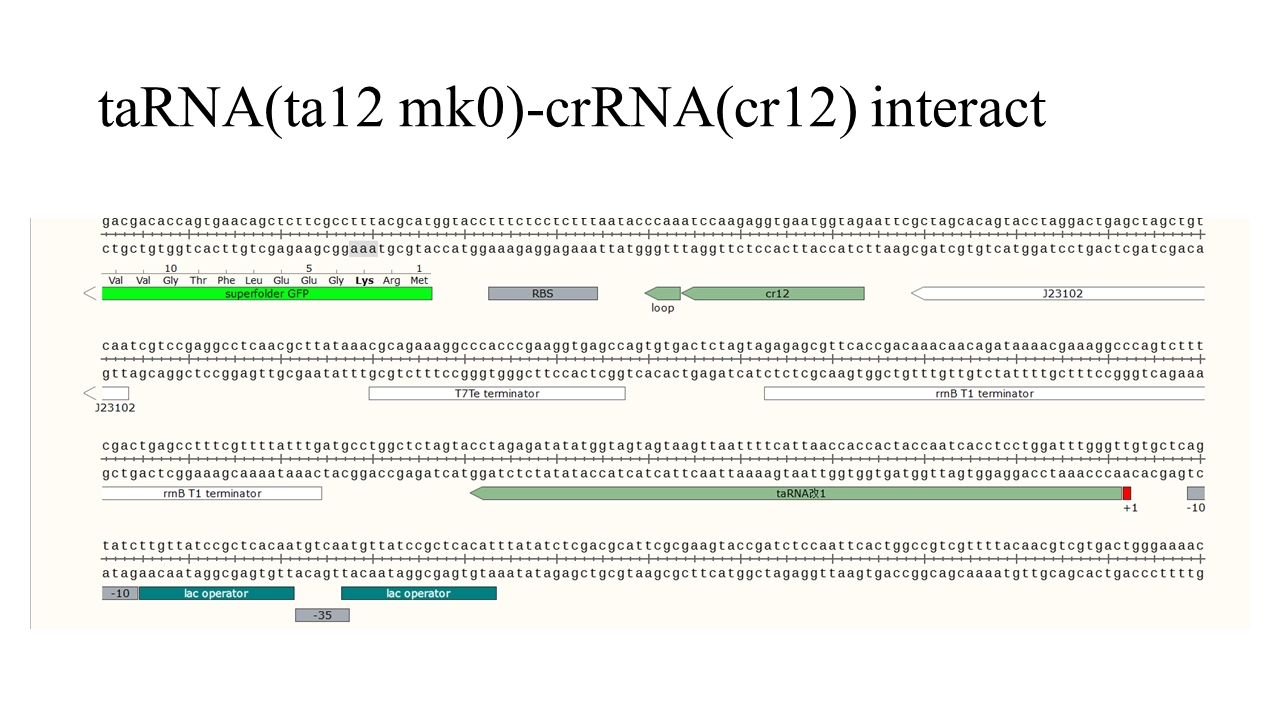 taRNA(ta12 mk0)-crRNA(cr12) interact
gacgacaccagtgaacagctcttcgcctttacgcatggtacctttctcctctttaatacccaaatccaagaggtgaatggtagaattcgctagcacagtacctaggactgagctagctgt
ctgctgtggtcacttgtcgagaagcggaaatgcgtaccatggaaagaggagaaattatgggtttaggttctccacttaccatcttaagcgatcgtgtcatggatcctgactcgatcgaca
10 5 1
Val Val Gly Thr Phe Leu Glu Glu Gly Lys Arg Met
superfolder GFP RBS cr12 J23102
loop
caatcgtccgaggcctcaacgcttataaacgcagaaaggcccacccgaaggtgagccagtgtgactctagtagagagcgttcaccgacaaacaacagataaaacgaaaggcccagtcttt
gttagcaggctccggagttgcgaatatttgcgtctttccgggtgggcttccactcggtcacactgagatcatctctcgcaagtggctgtttgttgtctattttgctttccgggtcagaaa
T7Te terminator rrnB T1 terminator
J23102
cgactgagcctttcgttttatttgatgcctggctctagtacctagagatatatggtagtagtaagttaattttcattaaccaccactaccaatcacctcctggatttgggttgtgctcag
gctgactcggaaagcaaaataaactacggaccgagatcatggatctctatataccatcatcattcaattaaaagtaattggtggtgatggttagtggaggacctaaacccaacacgagtc
rrnB T1 terminator taRNA改1
+1 -10
tatcttgttatccgctcacaatgtcaatgttatccgctcacatttatatctcgacgcattcgcgaagtaccgatctccaattcactggccgtcgttttacaacgtcgtgactgggaaaac
atagaacaataggcgagtgttacagttacaataggcgagtgtaaatatagagctgcgtaagcgcttcatggctagaggttaagtgaccggcagcaaaatgttgcagcactgacccttttg
-10 lac operator lac operator
-35